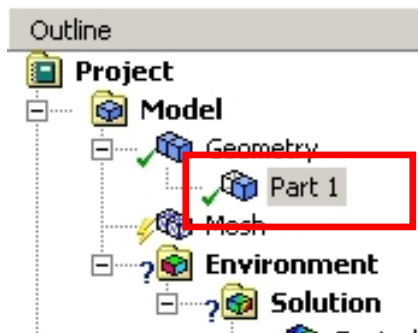 Outline
Project
Model
Geometry
Part 1
Mesh
Environment
Solution